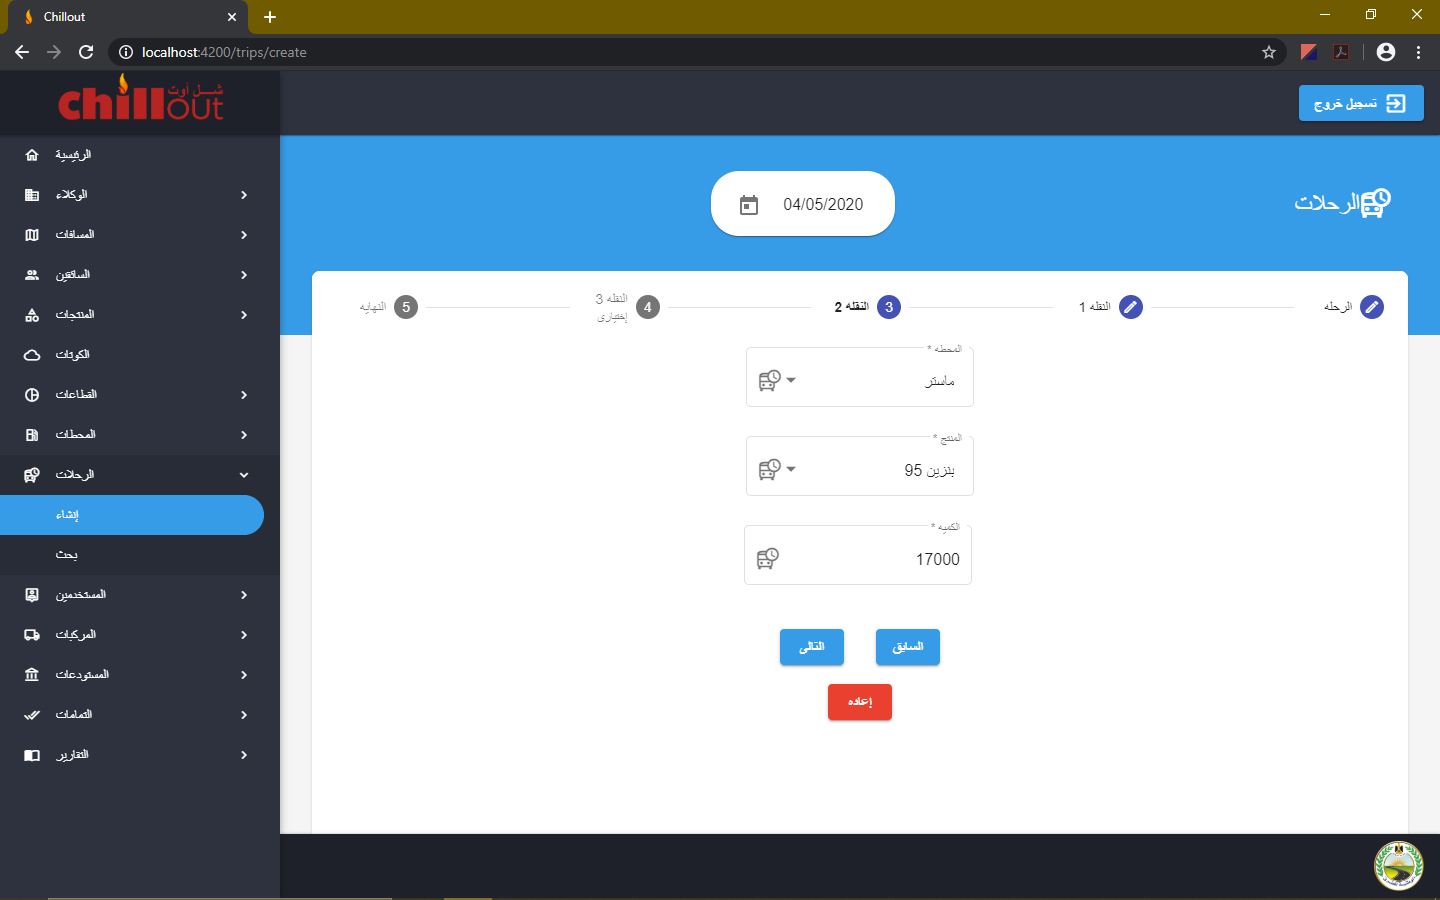 Chillout
localhost:4200/trips/create
chillout
شـل أوت
تسجيل خروج
الرئيسية
الوكلاء
المسافات
السائقين
المنتجات
الكوتات
القطاعات
المحطات
الرحلات
إنشاء
بحث
المستخدمين
المركبات
المستودعات
التمامات
التقارير
الرحلات
04/05/2020
الرحله
النقله 1
3 النقله 2
4 النقله 3
إختيارى
5 النهايه
المحطه *
ماستر
المنتج *
بنزين 95
الكميه *
17000
السابق
التالى
إعاده